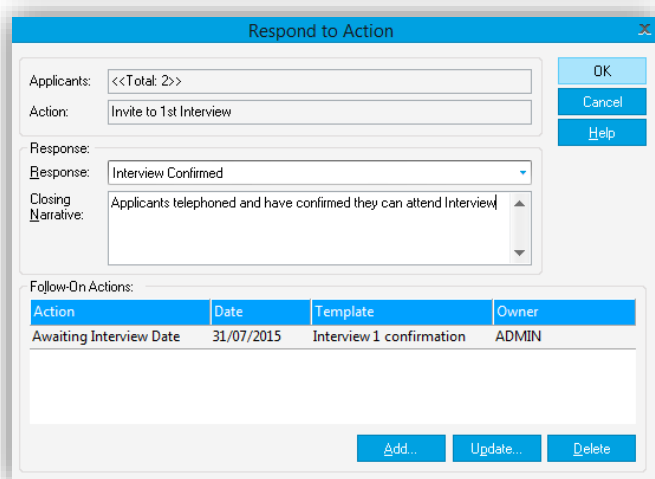 Respond to Action
Applicants: <<Total: 2>>
Action: Invite to 1st Interview
OK
Cancel
Help
Response:
Response: Interview Confirmed
Closing Narrative: Applicants telephoned and have confirmed they can attend Interview
Follow-On Actions:
Action Date Template Owner
Awaiting Interview Date 31/07/2015 Interview 1 confirmation ADMIN
Add... Update... Delete